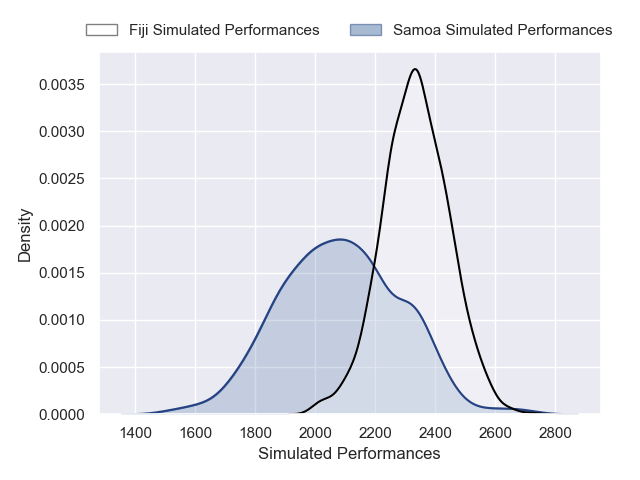 Fiji Simulated Performances Samoa Simulated Performances
0.0035
0.0030
0.0025
0.0020
0.0015
0.0010
0.0005
0.0000
Density
1400 1600 1800 2000 2200 2400 2600 2800
Simulated Performances